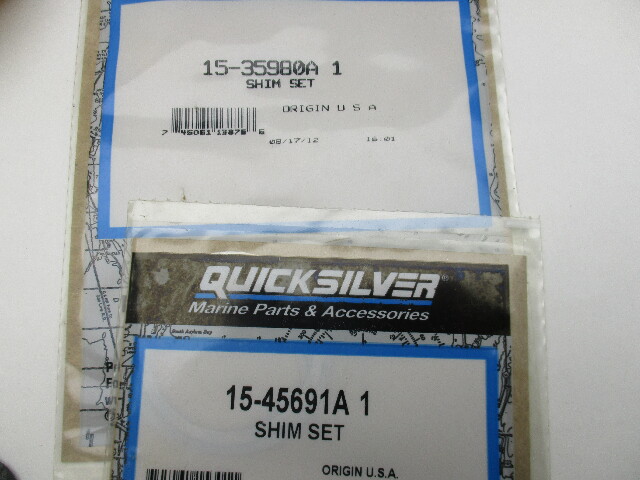 15-35980A 1
SHIM SET
ORIGIN U S A
08/17/12 16.01
QUICKSILVER®
Marine Parts & Accessories
15-45691A 1
SHIM SET
ORIGIN U.S.A.